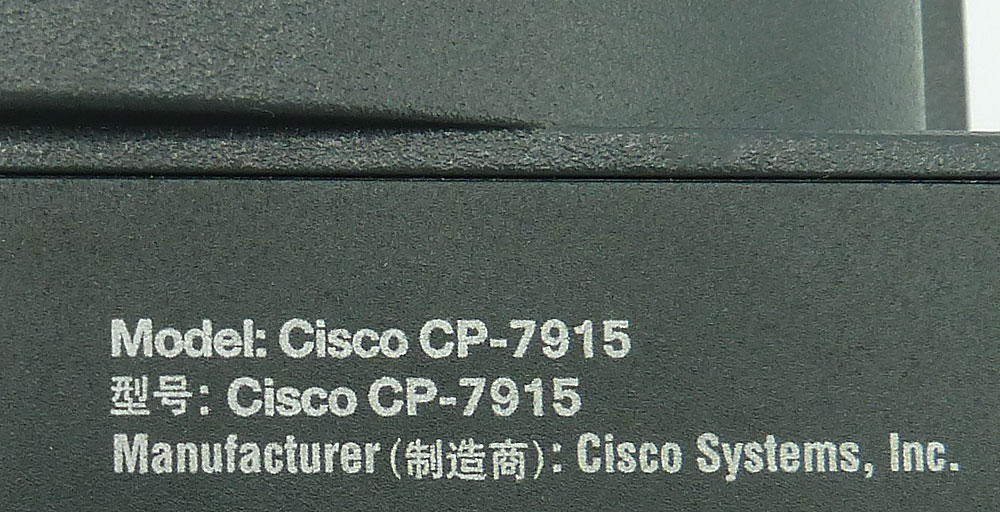 Model: Cisco CP-7915
型号: Cisco CP-7915
Manufacturer (制造商): Cisco Systems, Inc.